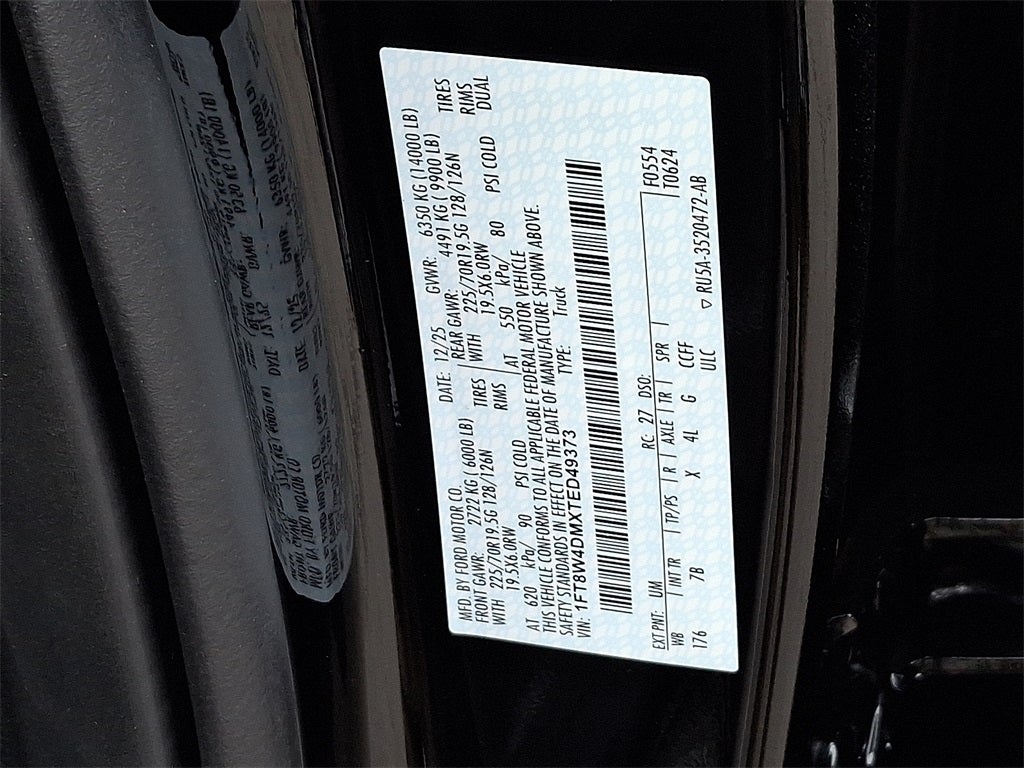 MFD. BY FORD MOTOR CO.
DATE: 12/25 GVWR: 6350 KG (14000 LB)
FRONT GAWR: 2722 KG ( 6000 LB)
REAR GAWR: 4491 KG ( 9900 LB)
WITH 225/70R19.5G 128/126N TIRES
WITH 225/70R19.5G 128/126N TIRES
19.5X6.0RW RIMS
19.5X6.0RW RIMS
AT 620 kPa/ 90 PSI COLD
AT 550 kPa/ 80 PSI COLD DUAL
THIS VEHICLE CONFORMS TO ALL APPLICABLE FEDERAL MOTOR VEHICLE
SAFETY STANDARDS IN EFFECT ON THE DATE OF MANUFACTURE SHOWN ABOVE.
VIN: 1FT8W4DMXTED49373
TYPE: Truck
EXT PNT: UM RC: 27 DSO: F0554
WB INT TR TP/PS R AXLE TR SPR T0624
176 7B X 4L G CCFF
ULC ▽ RU5A-3520472-AB